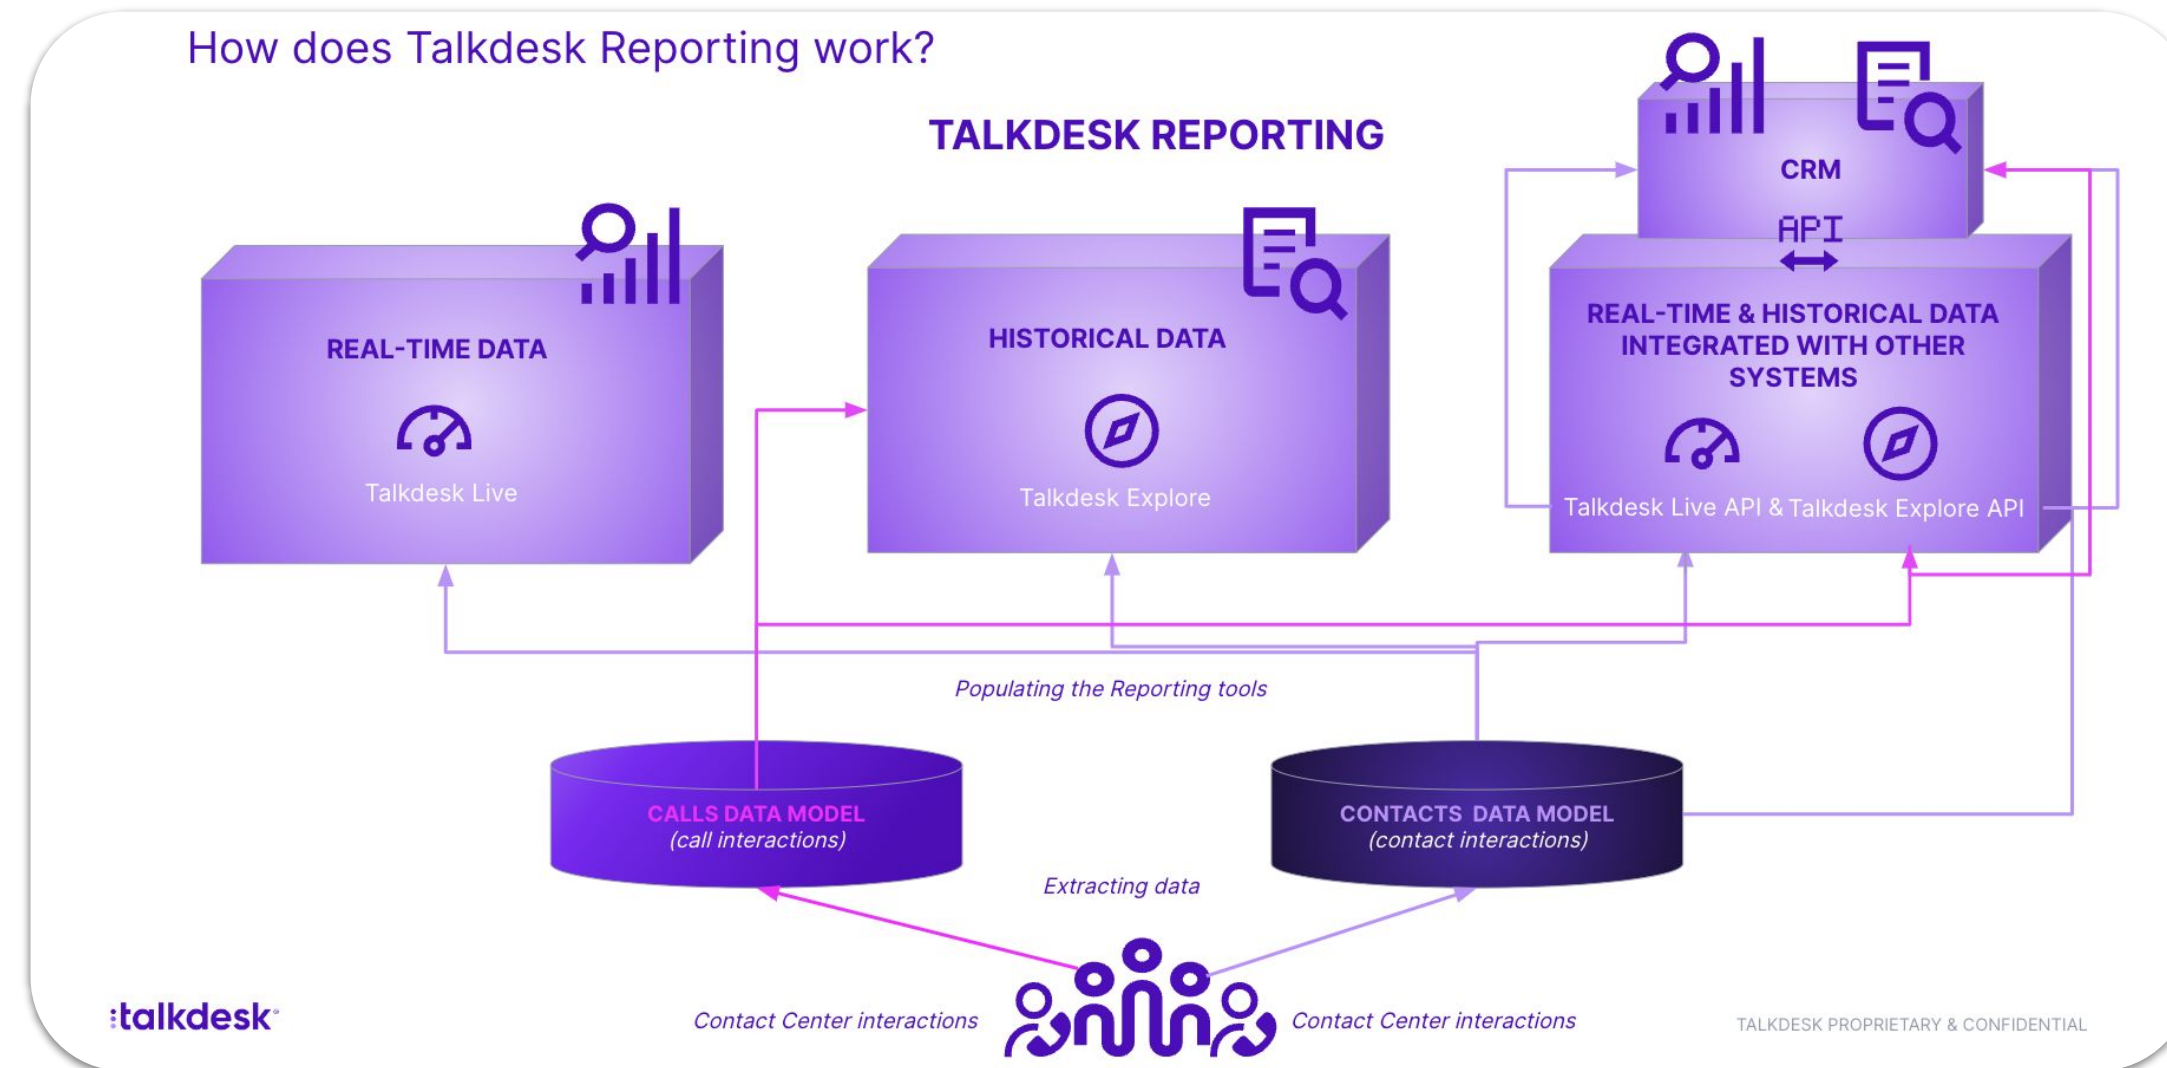 How does Talkdesk Reporting work?
TALKDESK REPORTING
CRM
API
REAL-TIME DATA
Talkdesk Live
HISTORICAL DATA
Talkdesk Explore
REAL-TIME & HISTORICAL DATA
INTEGRATED WITH OTHER
SYSTEMS
Talkdesk Live API & Talkdesk Explore API
Populating the Reporting tools
CALLS DATA MODEL
(call interactions)
CONTACTS DATA MODEL
(contact interactions)
Extracting data
Contact Center interactions
Contact Center interactions
:talkdesk
TALKDESK PROPRIETARY & CONFIDENTIAL